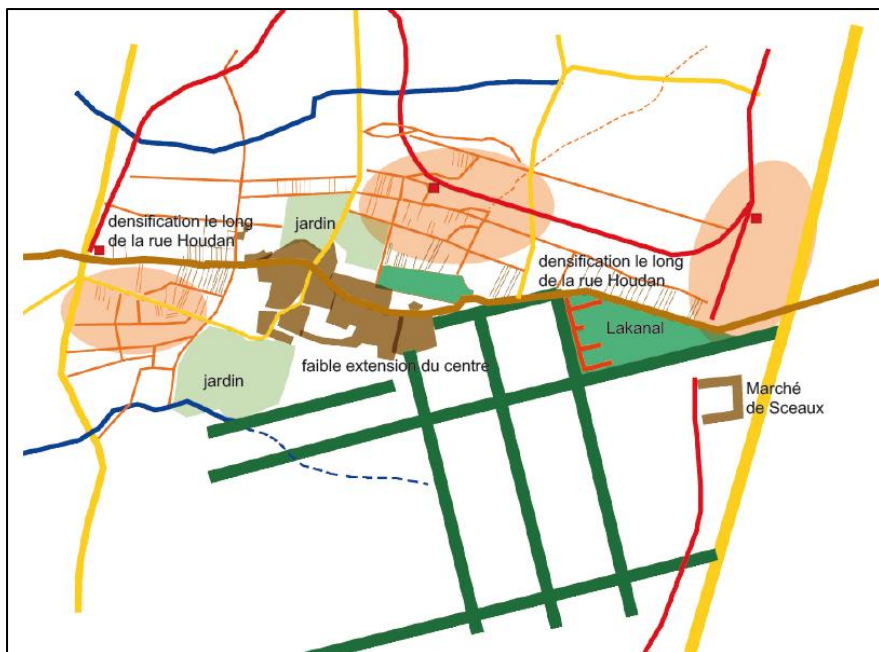 densification le long
de la rue Houdan
jardin
densification le long
de la rue Houdan
Lakanal
faible extension du centre
jardin
Marché
de Sceaux